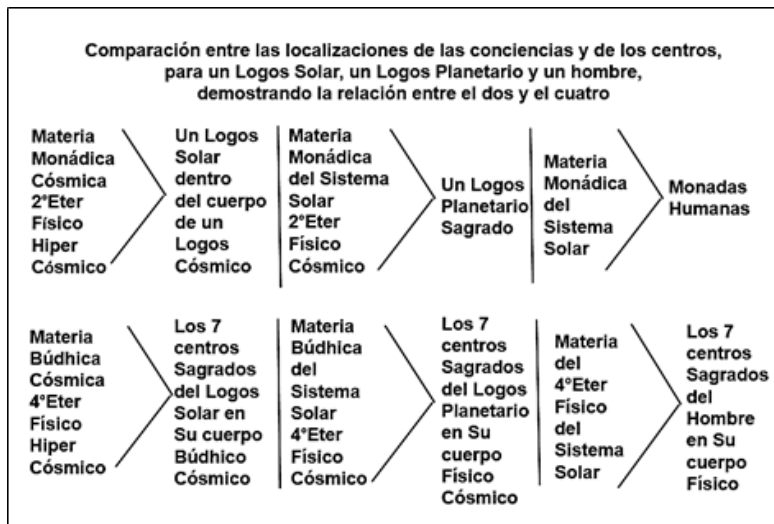 Comparación entre las localizaciones de las conciencias y de los centros,
para un Logos Solar, un Logos Planetario y un hombre,
demostrando la relación entre el dos y el cuatro
Materia
Monádica
Cósmica
2°Eter
Físico
Hiper
Cósmico
Un Logos
Solar
dentro
del cuerpo
de un
Logos
Cósmico
Materia
Monádica
del Sistema
Solar
2°Eter
Físico
Cósmico
Un Logos
Planetario
Sagrado
Materia
Monádica
del
Sistema
Solar
Monadas
Humanas
Materia
Búdhica
Cósmica
4°Eter
Físico
Hiper
Cósmico
Los 7
centros
Sagrados
del Logos
Solar en
Su cuerpo
Búdhico
Cósmico
Materia
Búdhica
del
Sistema
Solar
4°Eter
Físico
Cósmico
Los 7
centros
Sagrados
del Logos
Planetario
en Su
cuerpo
Físico
Cósmico
Materia
del
4°Eter
Físico
del
Sistema
Solar
Los 7
centros
Sagrados
del
Hombre
en Su
cuerpo
Físico